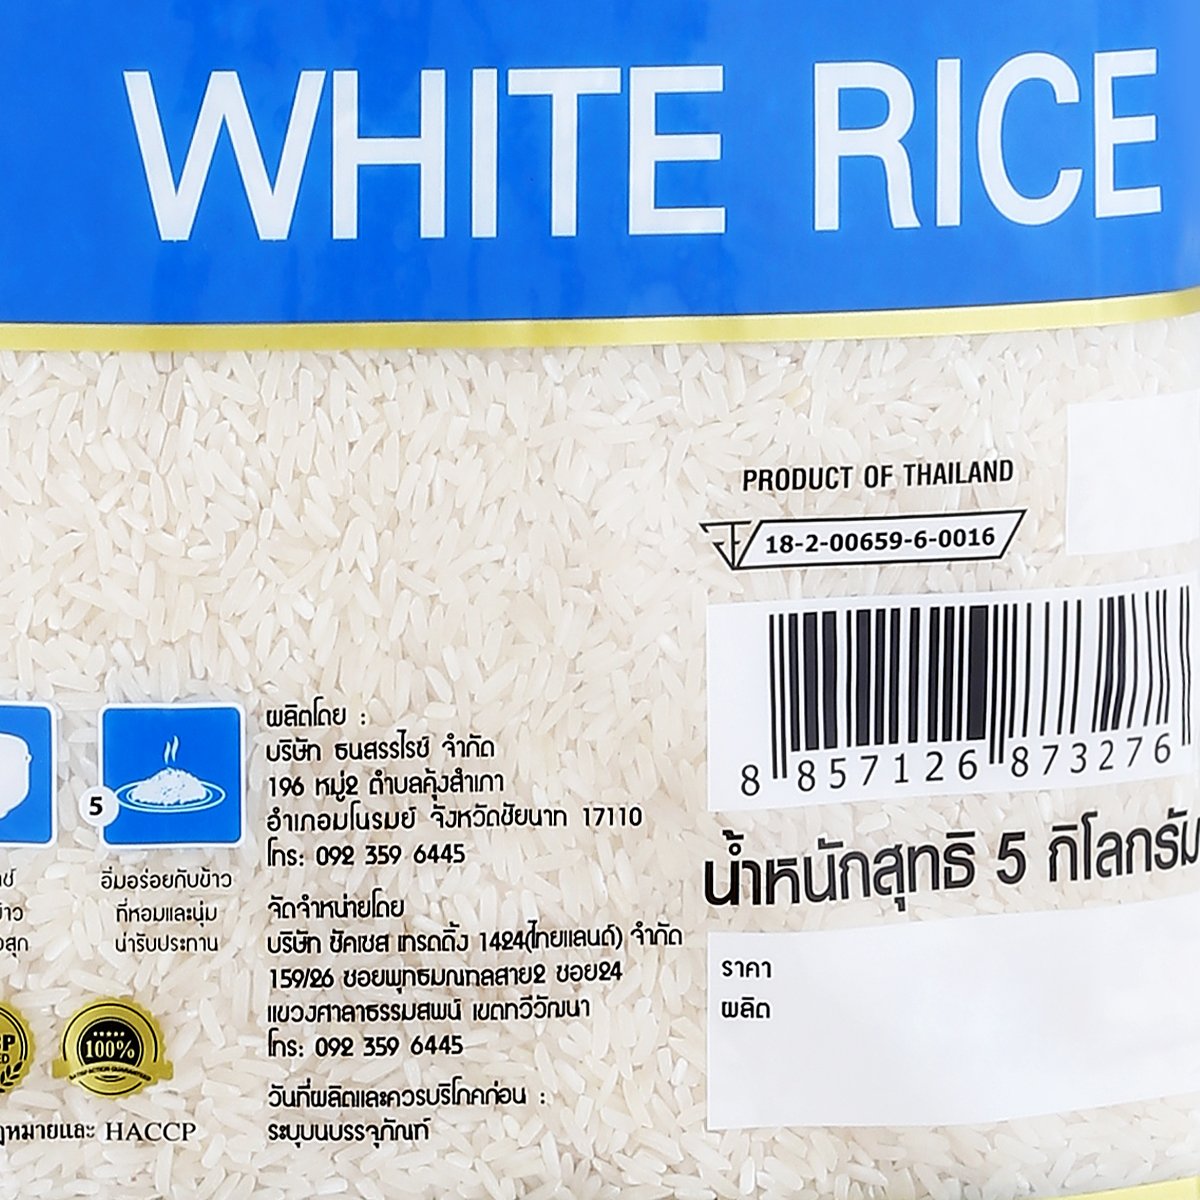 WHITE RICE
PRODUCT OF THAILAND
18-2-00659-6-0016
8 857126 873276
น้ำหนักสุทธิ 5 กิโลกรัม
ราคา
ผลิต
5
อิ่มอร่อยกับข้าว
ที่หอมและนุ่ม
น่ารับประทาน
ผลิตโดย :
บริษัท ธนสรรไรซ์ จำกัด
196 หมู่2 ตำบลคุ้งสำเภา
อำเภอมโนรมย์ จังหวัดชัยนาท 17110
โทร: 092 359 6445
จัดจำหน่ายโดย
บริษัท ซัคเซส เทรดดิ้ง 1424(ไทยแลนด์) จำกัด
159/26 ซอยพุทธมณฑลสาย2 ซอย24
แขวงศาลาธรรมสพน์ เขตทวีวัฒนา
โทร: 092 359 6445
วันที่ผลิตและควรบริโภคก่อน :
ระบุบนบรรจุภัณฑ์
100%
SATISFACTION GUARANTEED
HACCP